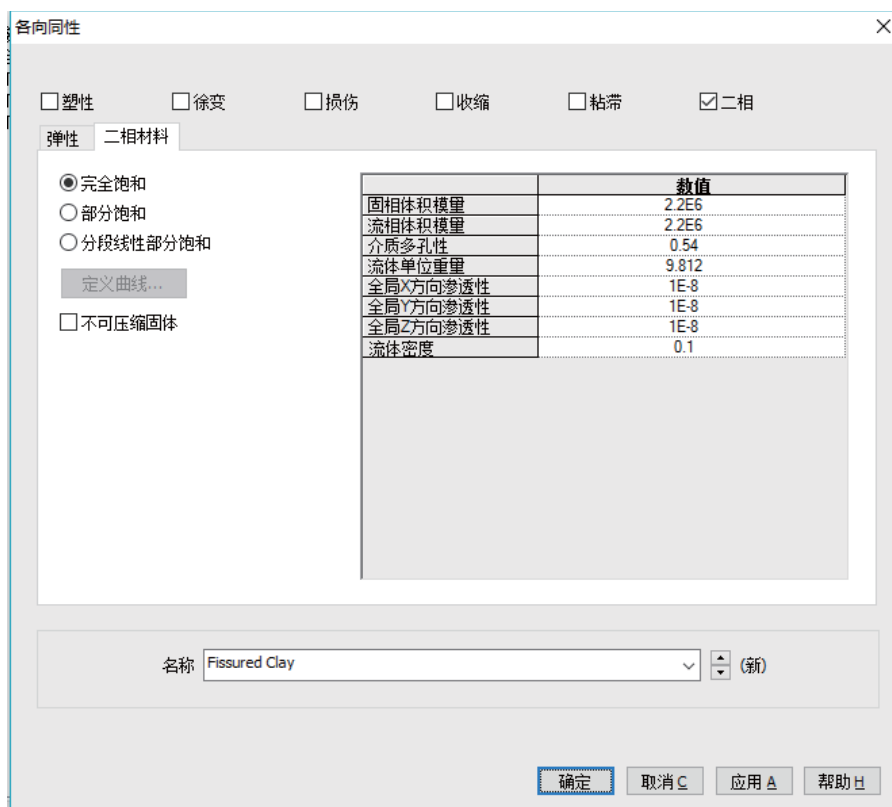 各向同性
塑性 徐变 损伤 收缩 粘滞 二相
弹性 二相材料
完全饱和
部分饱和
分段线性部分饱和
定义曲线...
不可压缩固体
数值
固相体积模量 2.2E6
流相体积模量 2.2E6
介质多孔性 0.54
流体单位重量 9.812
全局X方向渗透性 1E-8
全局Y方向渗透性 1E-8
全局Z方向渗透性 1E-8
流体密度 0.1
名称 Fissured Clay (新)
确定 取消 C 应用 A 帮助 H